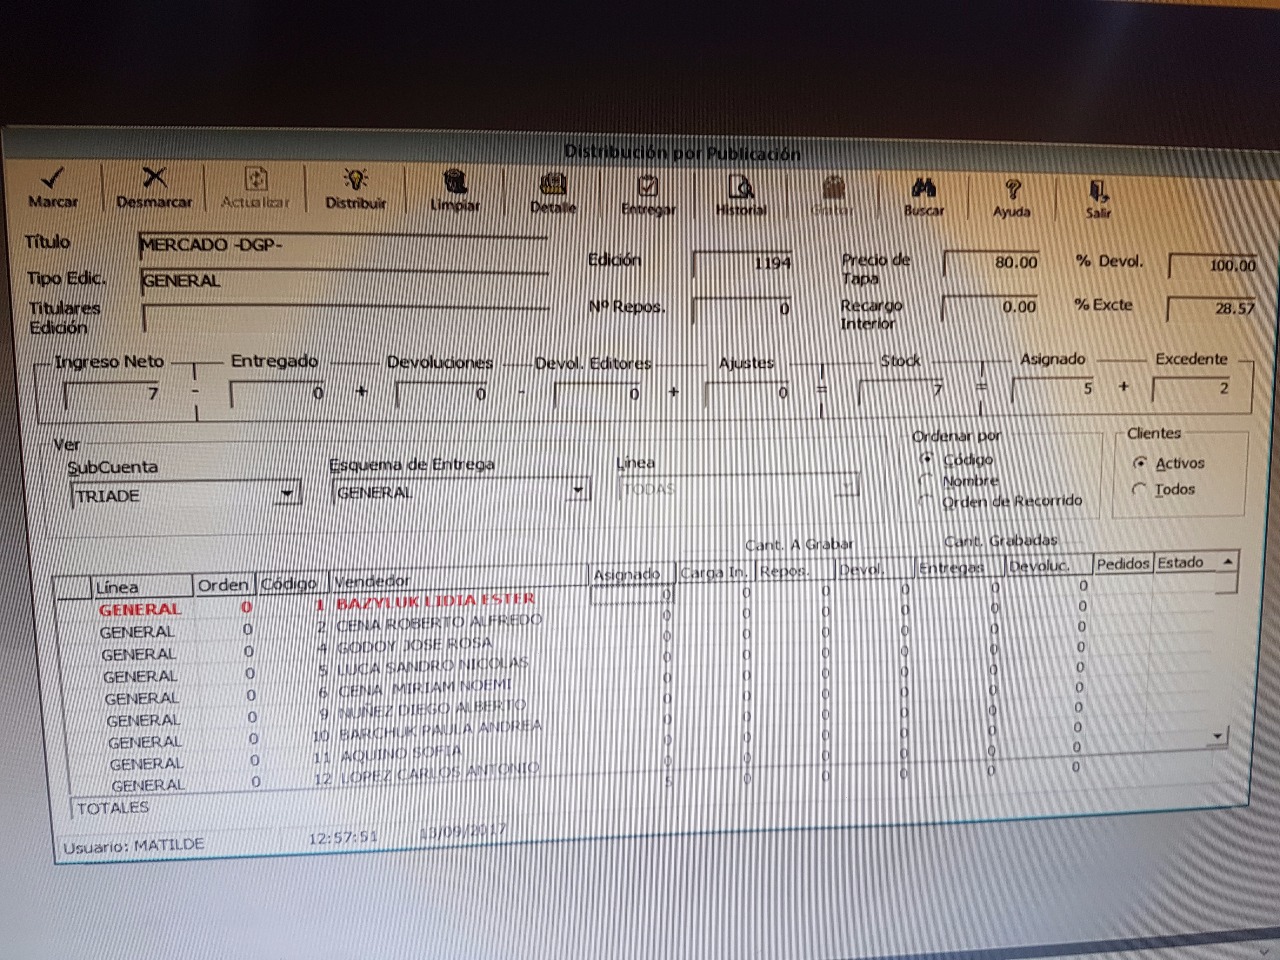 Distribución por Publicación
Marcar Desmarcar Actualizar Distribuir Limpiar Detalle Entregar Historial Buscar Ayuda Salir
Título MERCADO -DGP- Edición 1194 Precio de Tapa 80.00 % Devol. 100.00
Tipo Edic. GENERAL
Titulares Edición Nº Repos. 0 Recargo Interior 0.00 % Excte 28.57
Ingreso Neto Entregado Devoluciones Devol. Editores Ajustes Stock Asignado Excedente
7 - 0 + 0 - 0 + 0 = 7 = 5 + 2
Ver Ordenar por Clientes
SubCuenta Esquema de Entrega Línea Código Activos
TRIADE GENERAL TODAS Nombre Todos
Orden de Recorrido
Cant. A Grabar Cant. Grabadas
Línea Orden Código Vendedor Asignado Carga In. Repos. Devol. Entregas Devoluc. Pedidos Estado
GENERAL 0 1 BAZYLUK LIDIA ESTER 0 0 0 0 0 0
GENERAL 0 2 CENA ROBERTO ALFREDO 0 0 0 0 0 0
GENERAL 0 4 GODOY JOSE ROSA 0 0 0 0 0 0
GENERAL 0 5 LUCA SANDRO NICOLAS 0 0 0 0 0 0
GENERAL 0 6 CENA MIRIAM NOEMI 0 0 0 0 0 0
GENERAL 0 9 NUÑEZ DIEGO ALBERTO 0 0 0 0 0 0
GENERAL 0 10 BARCHUK PAULA ANDREA 0 0 0 0 0 0
GENERAL 0 11 AQUINO SOFIA 0 0 0 0 0 0
GENERAL 0 12 LOPEZ CARLOS ANTONIO 0 0 0 0 0 0
TOTALES 5 0 0 0 0 0
Usuario: MATILDE 12:57:51 13/09/2017